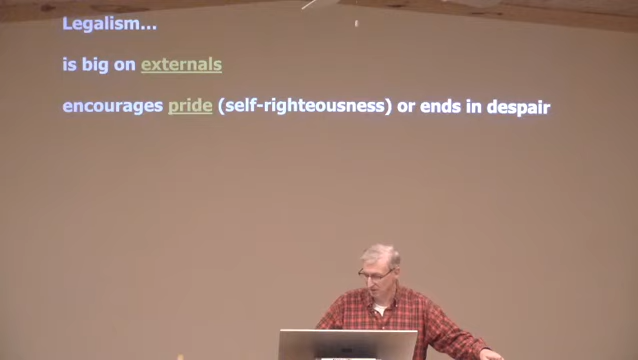 Legalism...
is big on externals
encourages pride (self-righteousness) or ends in despair